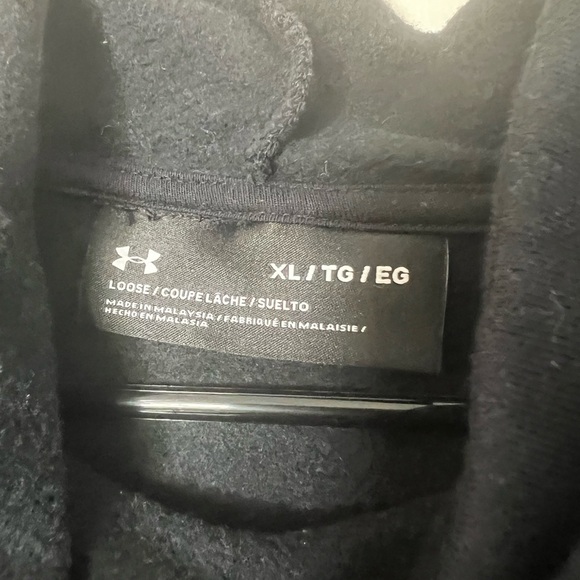 XL / TG / EG
LOOSE / COUPE LÂCHE / SUELTO
MADE IN MALAYSIA / FABRIQUÉ EN MALAISIE /
HECHO EN MALASIA